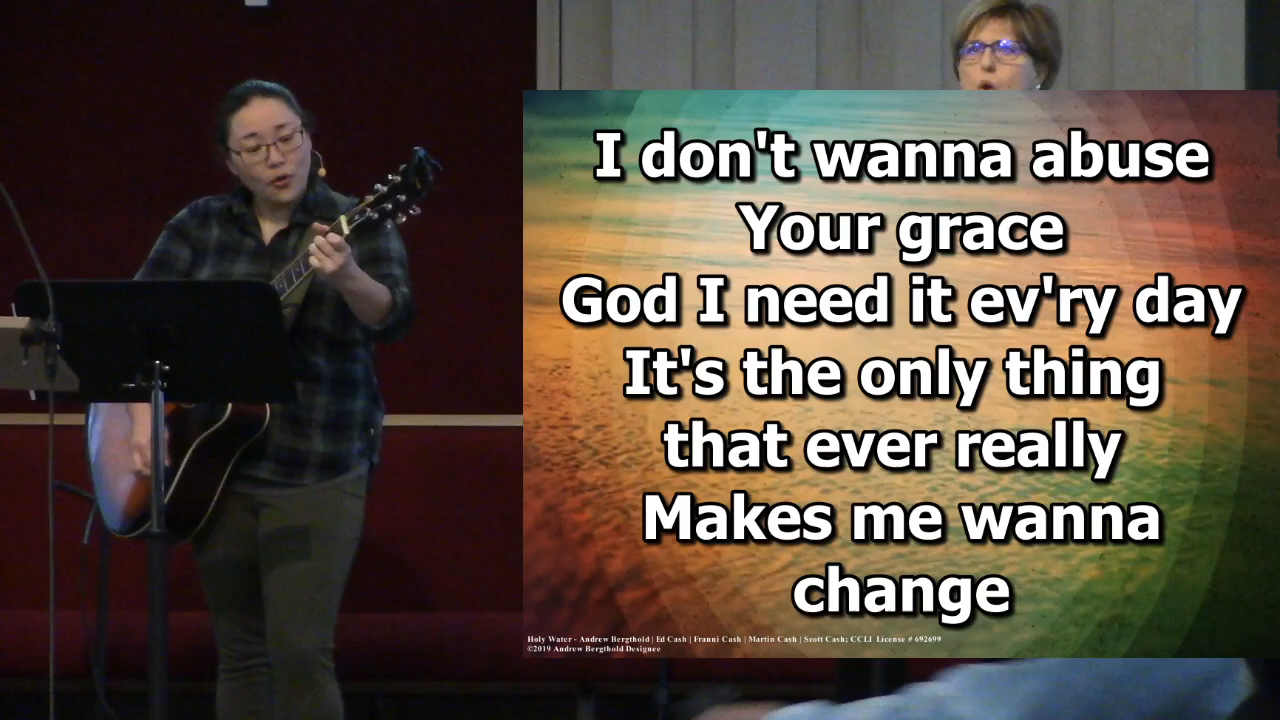 I don't wanna abuse
Your grace
God I need it ev'ry day
It's the only thing
that ever really
Makes me wanna
change
Holy Water - Andrew Bergthold | Ed Cash | Franni Cash | Martin Cash | Scott Cash; CCLI License # 692699
©2019 Andrew Bergthold Designee